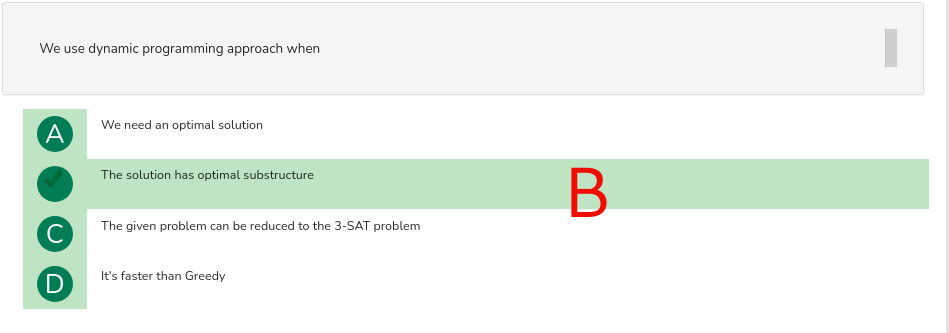 We use dynamic programming approach when
A We need an optimal solution
The solution has optimal substructure B
C The given problem can be reduced to the 3-SAT problem
D It's faster than Greedy